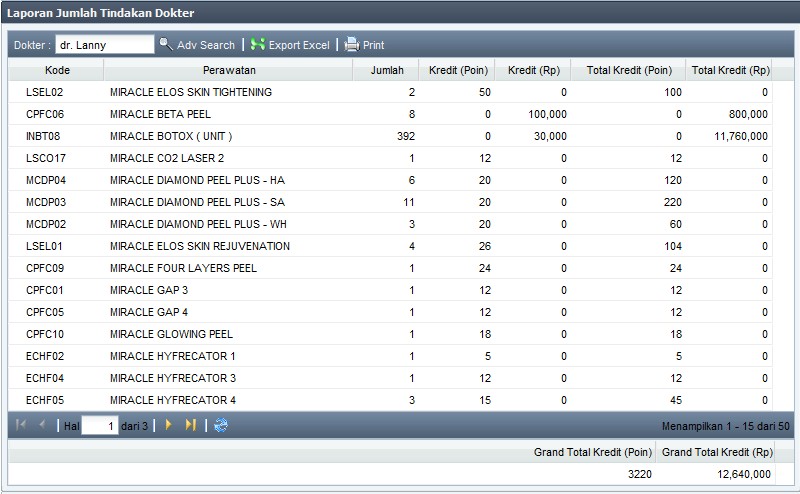 Laporan Jumlah Tindakan Dokter
Dokter : dr. Lanny Adv Search Export Excel Print
Kode Perawatan Jumlah Kredit (Poin) Kredit (Rp) Total Kredit (Poin) Total Kredit (Rp)
LSEL02 MIRACLE ELOS SKIN TIGHTENING 2 50 0 100 0
CPFC06 MIRACLE BETA PEEL 8 0 100,000 0 800,000
INBT08 MIRACLE BOTOX ( UNIT ) 392 0 30,000 0 11,760,000
LSCO17 MIRACLE CO2 LASER 2 1 12 0 12 0
MCDP04 MIRACLE DIAMOND PEEL PLUS - HA 6 20 0 120 0
MCDP03 MIRACLE DIAMOND PEEL PLUS - SA 11 20 0 220 0
MCDP02 MIRACLE DIAMOND PEEL PLUS - WH 3 20 0 60 0
LSEL01 MIRACLE ELOS SKIN REJUVENATION 4 26 0 104 0
CPFC09 MIRACLE FOUR LAYERS PEEL 1 24 0 24 0
CPFC01 MIRACLE GAP 3 1 12 0 12 0
CPFC05 MIRACLE GAP 4 1 12 0 12 0
CPFC10 MIRACLE GLOWING PEEL 1 18 0 18 0
ECHF02 MIRACLE HYFRECATOR 1 1 5 0 5 0
ECHF04 MIRACLE HYFRECATOR 3 1 12 0 12 0
ECHF05 MIRACLE HYFRECATOR 4 3 15 0 45 0
Hal 1 dari 3 Menampilkan 1 - 15 dari 50
Grand Total Kredit (Poin) Grand Total Kredit (Rp)
3220 12,640,000